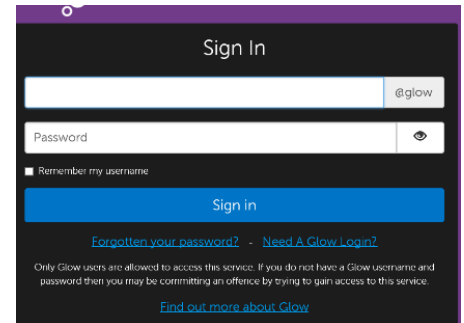 Sign In
@glow
Password
Remember my username
Sign in
Forgotten your password? - Need A Glow Login?
Only Glow users are allowed to access this service. If you do not have a Glow username and
password then you may be committing an offence by trying to gain access to this service.
Find out more about Glow